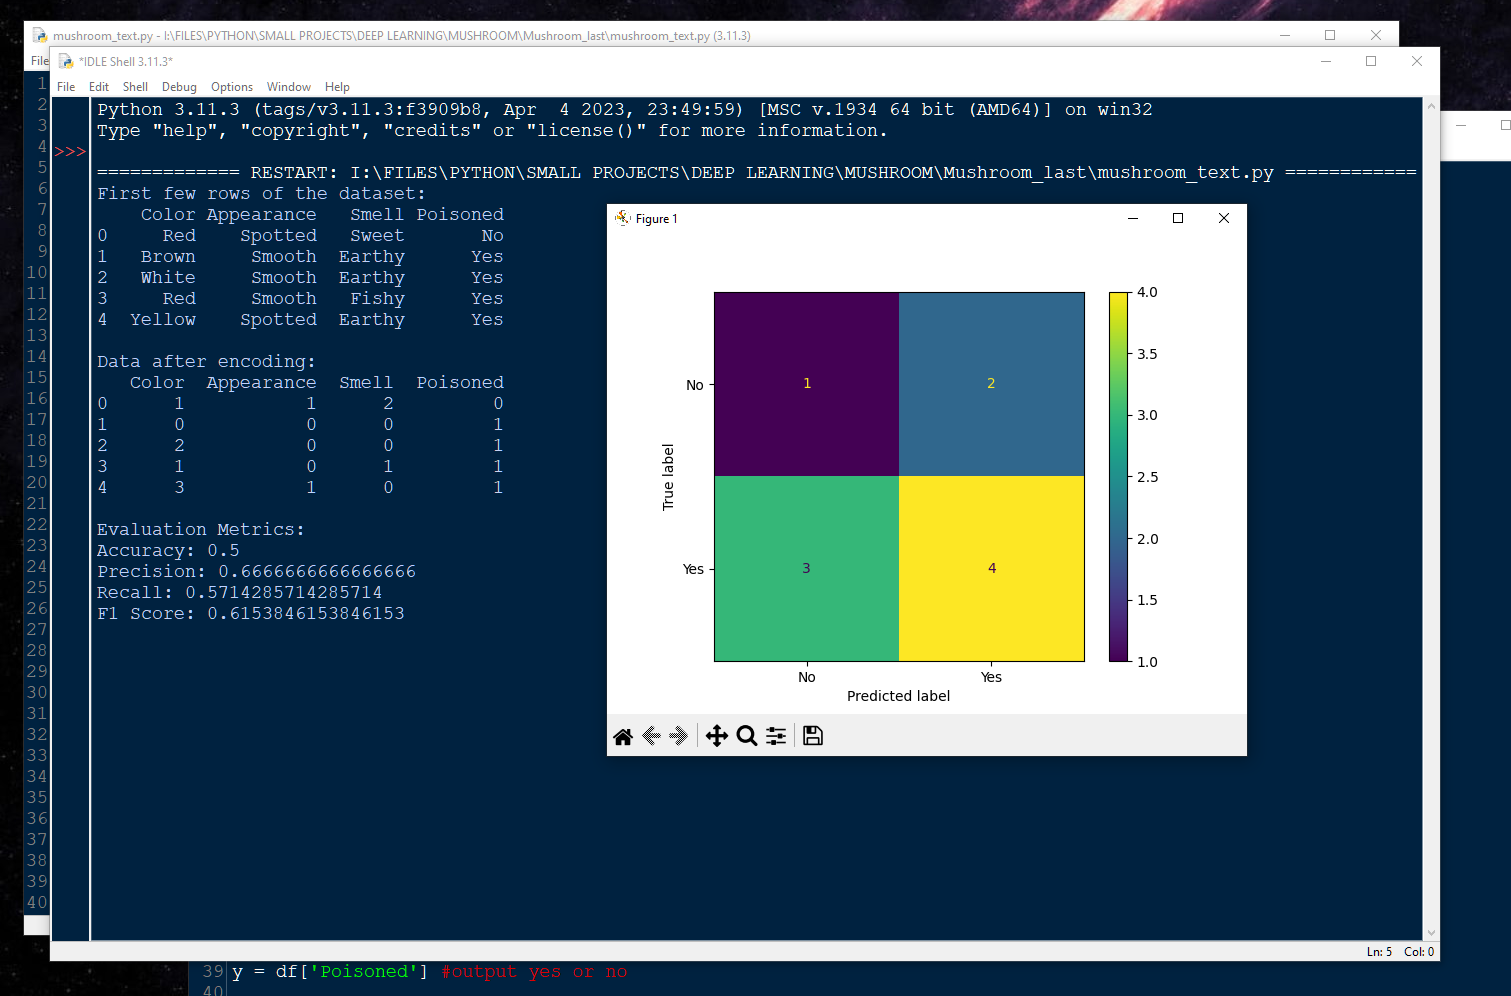 mushroom_text.py - I:\FILES\PYTHON\SMALL PROJECTS\DEEP LEARNING\MUSHROOM\Mushroom_last\mushroom_text.py (3.11.3)
File
*IDLE Shell 3.11.3*
File Edit Shell Debug Options Window Help
1
2
3
4
5
6
7
8
9
10
11
12
13
14
15
16
17
18
19
20
21
22
23
24
25
26
27
28
29
30
31
32
33
34
35
36
37
38
39
40
Python 3.11.3 (tags/v3.11.3:f3909b8, Apr  4 2023, 23:49:59) [MSC v.1934 64 bit (AMD64)] on win32
Type "help", "copyright", "credits" or "license()" for more information.
>>>
============= RESTART: I:\FILES\PYTHON\SMALL PROJECTS\DEEP LEARNING\MUSHROOM\Mushroom_last\mushroom_text.py ============
First few rows of the dataset:
    Color Appearance   Smell Poisoned
0     Red    Spotted   Sweet       No
1   Brown     Smooth  Earthy      Yes
2   White     Smooth  Earthy      Yes
3     Red     Smooth   Fishy      Yes
4  Yellow    Spotted  Earthy      Yes
Data after encoding:
   Color  Appearance  Smell  Poisoned
0      1           1      2         0
1      0           0      0         1
2      2           0      0         1
3      1           0      1         1
4      3           1      0         1
Evaluation Metrics:
Accuracy: 0.5
Precision: 0.6666666666666666
Recall: 0.5714285714285714
F1 Score: 0.6153846153846153
Figure 1
True label
No
Yes
1 2
3 4
No Yes
Predicted label
4.0
3.5
3.0
2.5
2.0
1.5
1.0
Ln: 5 Col: 0
39 y = df['Poisoned'] #output yes or no
40